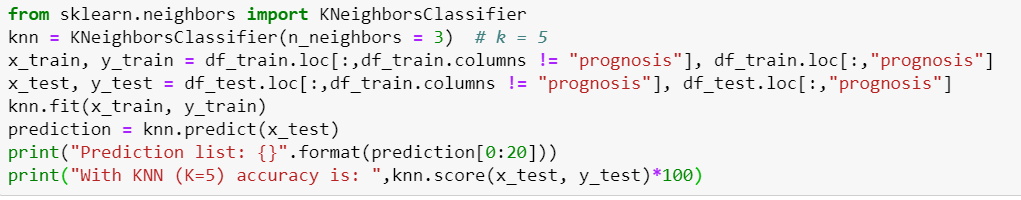 from sklearn.neighbors import KNeighborsClassifier
knn = KNeighborsClassifier(n_neighbors = 3)  # k = 5
x_train, y_train = df_train.loc[:,df_train.columns != "prognosis"], df_train.loc[:,"prognosis"]
x_test, y_test = df_test.loc[:,df_train.columns != "prognosis"], df_test.loc[:,"prognosis"]
knn.fit(x_train, y_train)
prediction = knn.predict(x_test)
print("Prediction list: {}".format(prediction[0:20]))
print("With KNN (K=5) accuracy is: ",knn.score(x_test, y_test)*100)